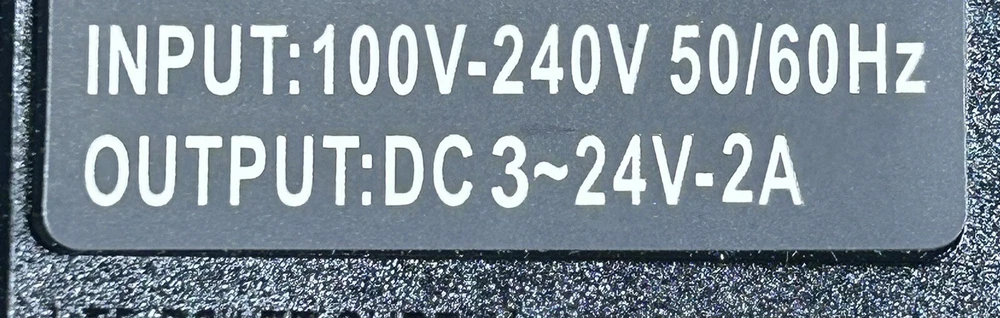 INPUT:100V-240V 50/60Hz
OUTPUT:DC 3~24V-2A